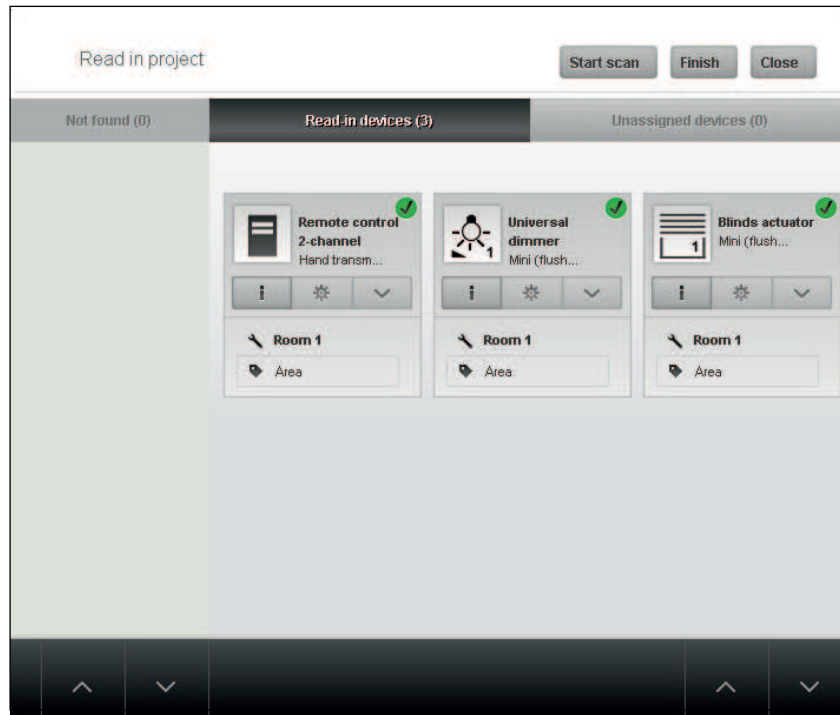 Read in project
Start scan
Finish
Close
Not found (0)
Read-in devices (3)
Unassigned devices (0)
Remote control
2-channel
Hand transm...
i
Room 1
Area
Universal
dimmer
Mini (flush...
1
i
Room 1
Area
Blinds actuator
Mini (flush...
1
i
Room 1
Area